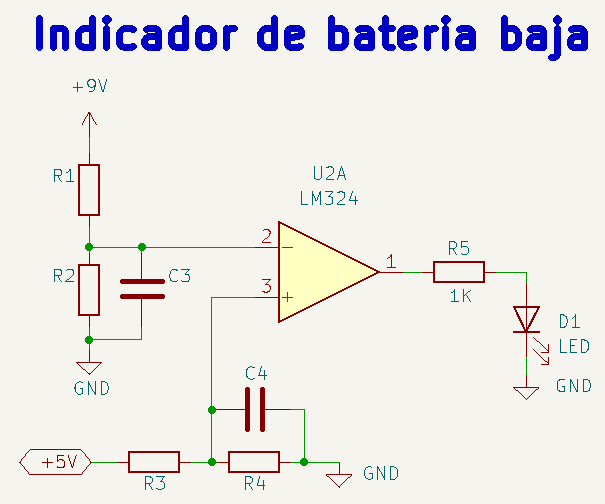 Indicador de bateria baja
+9V
R1
U2A
LM324
2
R2
C3
1
R5
1K
3
D1
LED
GND
GND
C4
+5V
R3
R4
GND